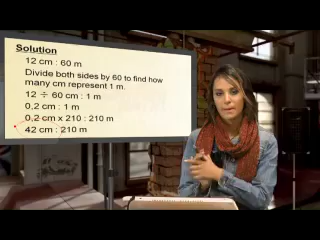 Solution
12 cm : 60 m
Divide both sides by 60 to find how
many cm represent 1 m.
12 ÷ 60 cm : 1 m
0,2 cm : 1 m
0,2 cm x 210 : 210 m
42 cm : 210 m